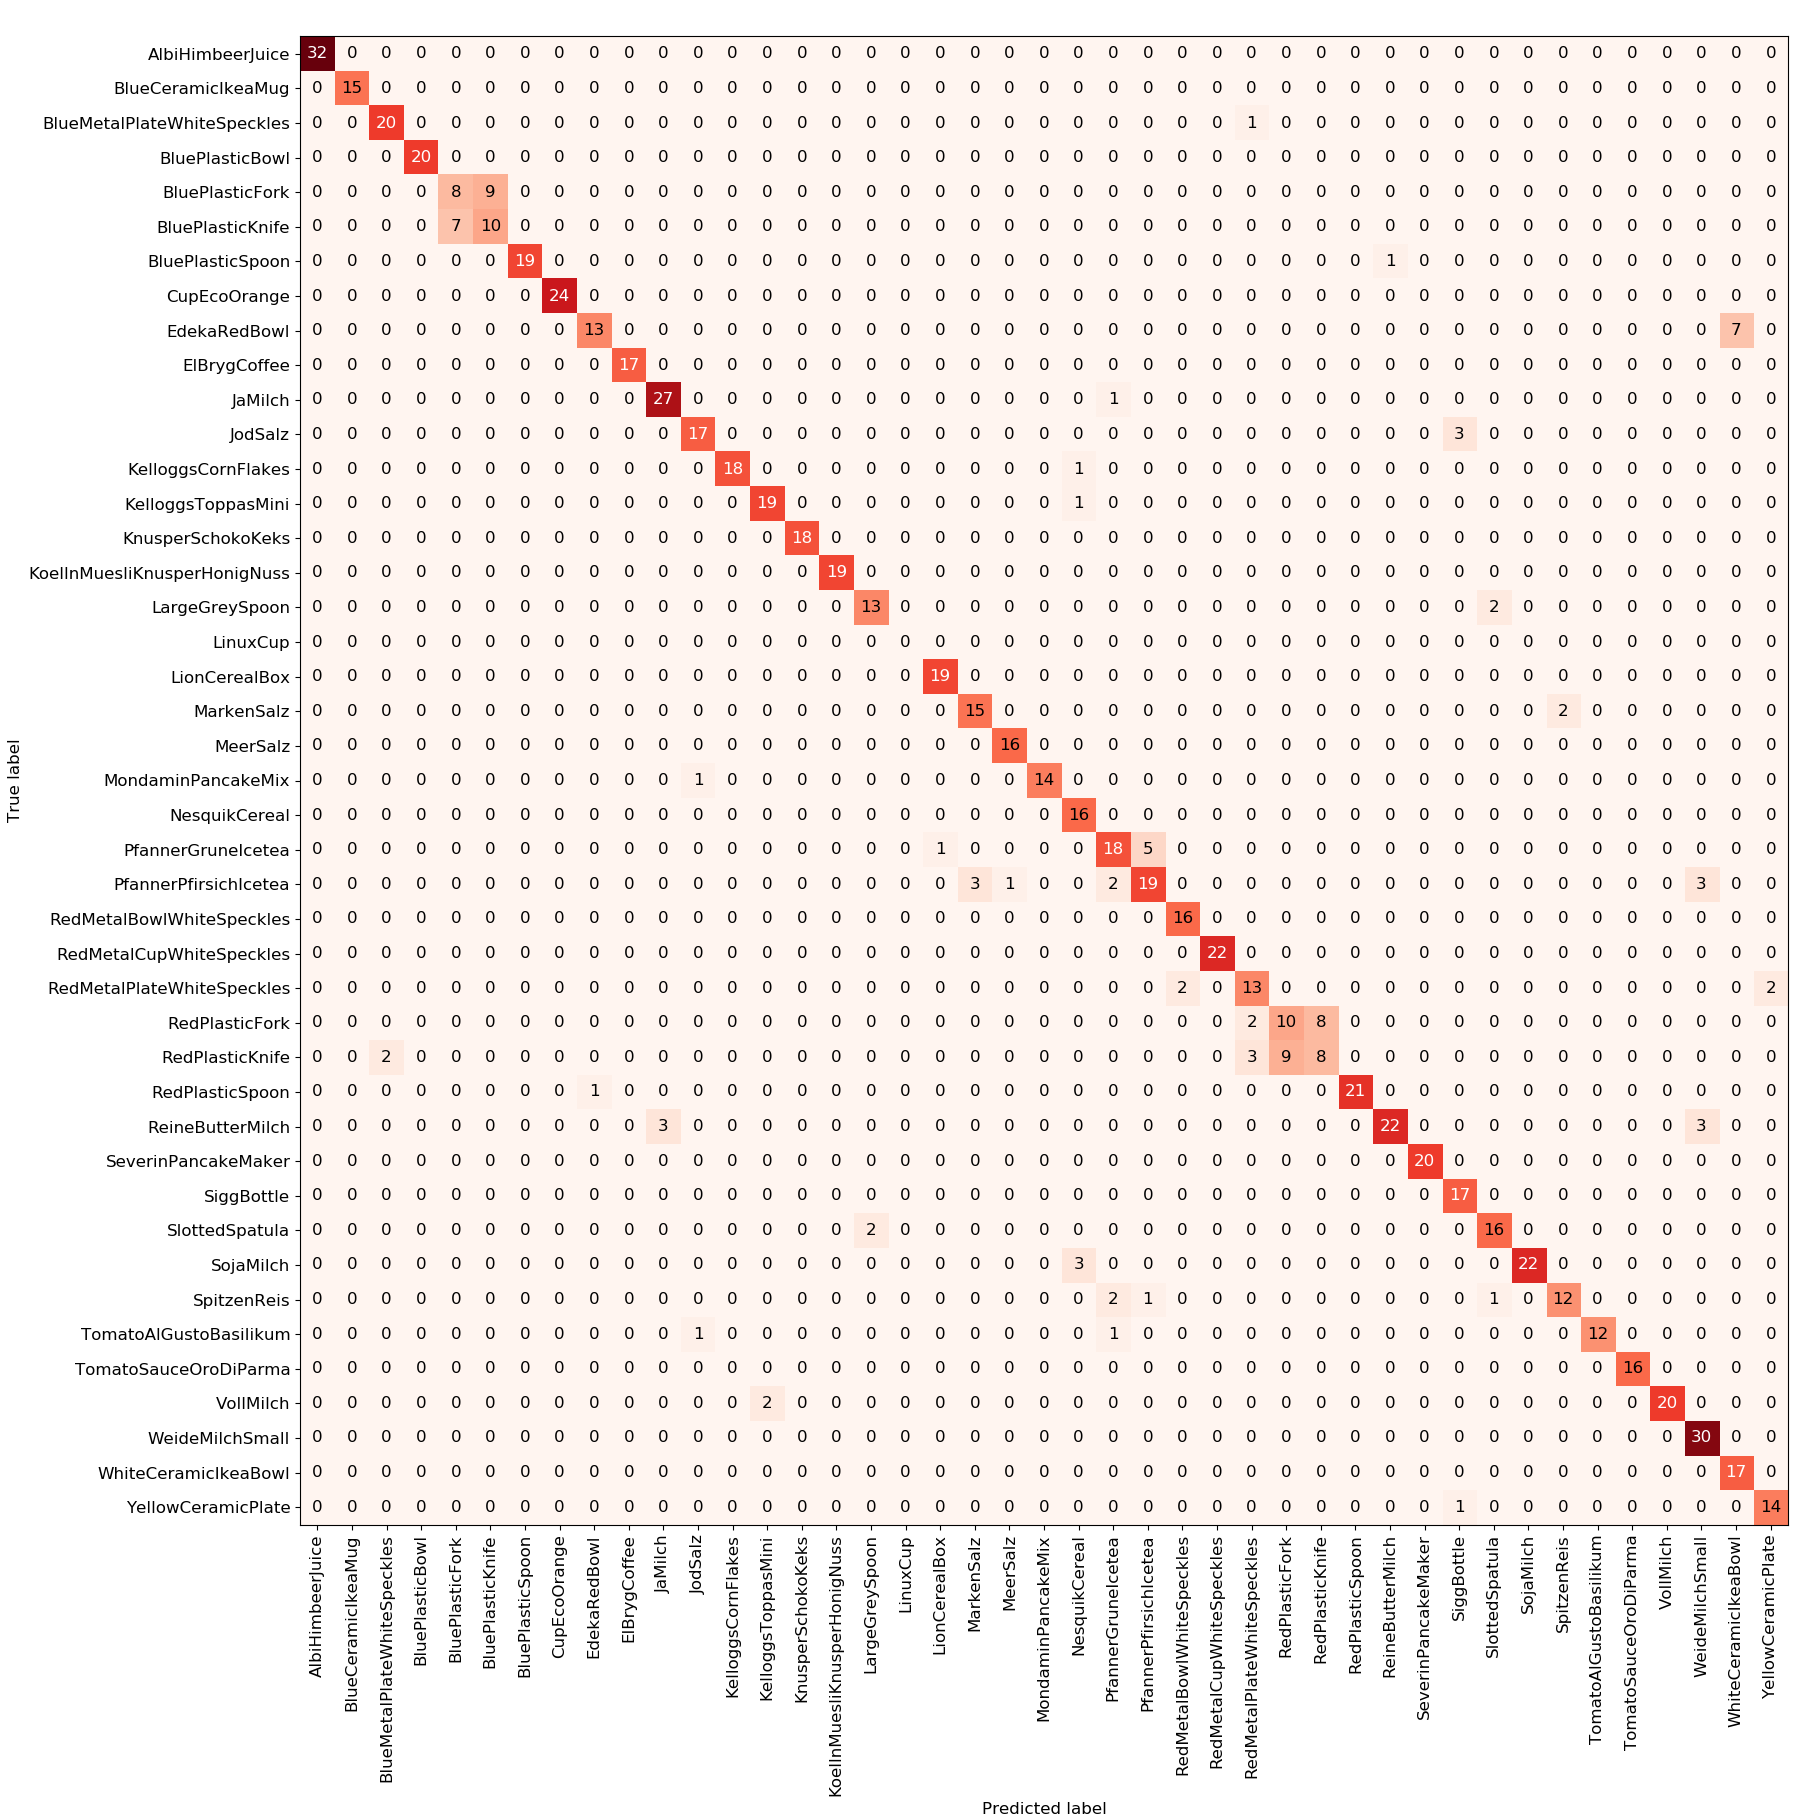 AlbiHimbeerJuice 32 0 0 0 0 0 0 0 0 0 0 0 0 0 0 0 0 0 0 0 0 0 0 0 0 0 0 0 0 0 0 0 0 0 0 0 0 0 0 0 0 0 0
BlueCeramicIkeaMug 0 15 0 0 0 0 0 0 0 0 0 0 0 0 0 0 0 0 0 0 0 0 0 0 0 0 0 0 0 0 0 0 0 0 0 0 0 0 0 0 0 0 0
BlueMetalPlateWhiteSpeckles 0 0 20 0 0 0 0 0 0 0 0 0 0 0 0 0 0 0 0 0 0 0 0 0 0 0 0 1 0 0 0 0 0 0 0 0 0 0 0 0 0 0 0
BluePlasticBowl 0 0 0 20 0 0 0 0 0 0 0 0 0 0 0 0 0 0 0 0 0 0 0 0 0 0 0 0 0 0 0 0 0 0 0 0 0 0 0 0 0 0 0
BluePlasticFork 0 0 0 0 8 9 0 0 0 0 0 0 0 0 0 0 0 0 0 0 0 0 0 0 0 0 0 0 0 0 0 0 0 0 0 0 0 0 0 0 0 0 0
BluePlasticKnife 0 0 0 0 7 10 0 0 0 0 0 0 0 0 0 0 0 0 0 0 0 0 0 0 0 0 0 0 0 0 0 0 0 0 0 0 0 0 0 0 0 0 0
BluePlasticSpoon 0 0 0 0 0 0 19 0 0 0 0 0 0 0 0 0 0 0 0 0 0 0 0 0 0 0 0 0 0 0 0 1 0 0 0 0 0 0 0 0 0 0 0
CupEcoOrange 0 0 0 0 0 0 0 24 0 0 0 0 0 0 0 0 0 0 0 0 0 0 0 0 0 0 0 0 0 0 0 0 0 0 0 0 0 0 0 0 0 0 0
EdekaRedBowl 0 0 0 0 0 0 0 0 13 0 0 0 0 0 0 0 0 0 0 0 0 0 0 0 0 0 0 0 0 0 0 0 0 0 0 0 0 0 0 0 0 7 0
ElBrygCoffee 0 0 0 0 0 0 0 0 0 17 0 0 0 0 0 0 0 0 0 0 0 0 0 0 0 0 0 0 0 0 0 0 0 0 0 0 0 0 0 0 0 0 0
JaMilch 0 0 0 0 0 0 0 0 0 0 27 0 0 0 0 0 0 0 0 0 0 0 0 1 0 0 0 0 0 0 0 0 0 0 0 0 0 0 0 0 0 0 0
JodSalz 0 0 0 0 0 0 0 0 0 0 0 17 0 0 0 0 0 0 0 0 0 0 0 0 0 0 0 0 0 0 0 0 0 3 0 0 0 0 0 0 0 0 0
KelloggsCornFlakes 0 0 0 0 0 0 0 0 0 0 0 0 18 0 0 0 0 0 0 0 0 0 1 0 0 0 0 0 0 0 0 0 0 0 0 0 0 0 0 0 0 0 0
KelloggsToppasMini 0 0 0 0 0 0 0 0 0 0 0 0 0 19 0 0 0 0 0 0 0 0 1 0 0 0 0 0 0 0 0 0 0 0 0 0 0 0 0 0 0 0 0
KnusperSchokoKeks 0 0 0 0 0 0 0 0 0 0 0 0 0 0 18 0 0 0 0 0 0 0 0 0 0 0 0 0 0 0 0 0 0 0 0 0 0 0 0 0 0 0 0
KoellnMuesliKnusperHonigNuss 0 0 0 0 0 0 0 0 0 0 0 0 0 0 0 19 0 0 0 0 0 0 0 0 0 0 0 0 0 0 0 0 0 0 0 0 0 0 0 0 0 0 0
LargeGreySpoon 0 0 0 0 0 0 0 0 0 0 0 0 0 0 0 0 13 0 0 0 0 0 0 0 0 0 0 0 0 0 0 0 0 0 2 0 0 0 0 0 0 0 0
LinuxCup 0 0 0 0 0 0 0 0 0 0 0 0 0 0 0 0 0 0 0 0 0 0 0 0 0 0 0 0 0 0 0 0 0 0 0 0 0 0 0 0 0 0 0
LionCerealBox 0 0 0 0 0 0 0 0 0 0 0 0 0 0 0 0 0 0 19 0 0 0 0 0 0 0 0 0 0 0 0 0 0 0 0 0 0 0 0 0 0 0 0
MarkenSalz 0 0 0 0 0 0 0 0 0 0 0 0 0 0 0 0 0 0 0 15 0 0 0 0 0 0 0 0 0 0 0 0 0 0 0 0 2 0 0 0 0 0 0
MeerSalz 0 0 0 0 0 0 0 0 0 0 0 0 0 0 0 0 0 0 0 0 16 0 0 0 0 0 0 0 0 0 0 0 0 0 0 0 0 0 0 0 0 0 0
MondaminPancakeMix 0 0 0 0 0 0 0 0 0 0 0 1 0 0 0 0 0 0 0 0 0 14 0 0 0 0 0 0 0 0 0 0 0 0 0 0 0 0 0 0 0 0 0
NesquikCereal 0 0 0 0 0 0 0 0 0 0 0 0 0 0 0 0 0 0 0 0 0 0 16 0 0 0 0 0 0 0 0 0 0 0 0 0 0 0 0 0 0 0 0
PfannerGruneIcetea 0 0 0 0 0 0 0 0 0 0 0 0 0 0 0 0 0 0 1 0 0 0 0 18 5 0 0 0 0 0 0 0 0 0 0 0 0 0 0 0 0 0 0
PfannerPfirsichIcetea 0 0 0 0 0 0 0 0 0 0 0 0 0 0 0 0 0 0 0 3 1 0 0 2 19 0 0 0 0 0 0 0 0 0 0 0 0 0 0 0 3 0 0
RedMetalBowlWhiteSpeckles 0 0 0 0 0 0 0 0 0 0 0 0 0 0 0 0 0 0 0 0 0 0 0 0 0 16 0 0 0 0 0 0 0 0 0 0 0 0 0 0 0 0 0
RedMetalCupWhiteSpeckles 0 0 0 0 0 0 0 0 0 0 0 0 0 0 0 0 0 0 0 0 0 0 0 0 0 0 22 0 0 0 0 0 0 0 0 0 0 0 0 0 0 0 0
RedMetalPlateWhiteSpeckles 0 0 0 0 0 0 0 0 0 0 0 0 0 0 0 0 0 0 0 0 0 0 0 0 0 2 0 13 0 0 0 0 0 0 0 0 0 0 0 0 0 0 2
RedPlasticFork 0 0 0 0 0 0 0 0 0 0 0 0 0 0 0 0 0 0 0 0 0 0 0 0 0 0 0 2 10 8 0 0 0 0 0 0 0 0 0 0 0 0 0
RedPlasticKnife 0 0 2 0 0 0 0 0 0 0 0 0 0 0 0 0 0 0 0 0 0 0 0 0 0 0 0 3 9 8 0 0 0 0 0 0 0 0 0 0 0 0 0
RedPlasticSpoon 0 0 0 0 0 0 0 0 1 0 0 0 0 0 0 0 0 0 0 0 0 0 0 0 0 0 0 0 0 0 21 0 0 0 0 0 0 0 0 0 0 0 0
ReineButterMilch 0 0 0 0 0 0 0 0 0 0 3 0 0 0 0 0 0 0 0 0 0 0 0 0 0 0 0 0 0 0 0 22 0 0 0 0 0 0 0 0 3 0 0
SeverinPancakeMaker 0 0 0 0 0 0 0 0 0 0 0 0 0 0 0 0 0 0 0 0 0 0 0 0 0 0 0 0 0 0 0 0 20 0 0 0 0 0 0 0 0 0 0
SiggBottle 0 0 0 0 0 0 0 0 0 0 0 0 0 0 0 0 0 0 0 0 0 0 0 0 0 0 0 0 0 0 0 0 0 17 0 0 0 0 0 0 0 0 0
SlottedSpatula 0 0 0 0 0 0 0 0 0 0 0 0 0 0 0 0 2 0 0 0 0 0 0 0 0 0 0 0 0 0 0 0 0 0 16 0 0 0 0 0 0 0 0
SojaMilch 0 0 0 0 0 0 0 0 0 0 0 0 0 0 0 0 0 0 0 0 0 0 3 0 0 0 0 0 0 0 0 0 0 0 0 22 0 0 0 0 0 0 0
SpitzenReis 0 0 0 0 0 0 0 0 0 0 0 0 0 0 0 0 0 0 0 0 0 0 0 2 1 0 0 0 0 0 0 0 0 0 1 0 12 0 0 0 0 0 0
TomatoAlGustoBasilikum 0 0 0 0 0 0 0 0 0 0 0 1 0 0 0 0 0 0 0 0 0 0 0 1 0 0 0 0 0 0 0 0 0 0 0 0 0 12 0 0 0 0 0
TomatoSauceOroDiParma 0 0 0 0 0 0 0 0 0 0 0 0 0 0 0 0 0 0 0 0 0 0 0 0 0 0 0 0 0 0 0 0 0 0 0 0 0 0 16 0 0 0 0
VollMilch 0 0 0 0 0 0 0 0 0 0 0 0 0 2 0 0 0 0 0 0 0 0 0 0 0 0 0 0 0 0 0 0 0 0 0 0 0 0 0 20 0 0 0
WeideMilchSmall 0 0 0 0 0 0 0 0 0 0 0 0 0 0 0 0 0 0 0 0 0 0 0 0 0 0 0 0 0 0 0 0 0 0 0 0 0 0 0 0 30 0 0
WhiteCeramicIkeaBowl 0 0 0 0 0 0 0 0 0 0 0 0 0 0 0 0 0 0 0 0 0 0 0 0 0 0 0 0 0 0 0 0 0 0 0 0 0 0 0 0 0 17 0
YellowCeramicPlate 0 0 0 0 0 0 0 0 0 0 0 0 0 0 0 0 0 0 0 0 0 0 0 0 0 0 0 0 0 0 0 0 0 1 0 0 0 0 0 0 0 0 14
True label
AlbiHimbeerJuice
BlueCeramicIkeaMug
BlueMetalPlateWhiteSpeckles
BluePlasticBowl
BluePlasticFork
BluePlasticKnife
BluePlasticSpoon
CupEcoOrange
EdekaRedBowl
ElBrygCoffee
JaMilch
JodSalz
KelloggsCornFlakes
KelloggsToppasMini
KnusperSchokoKeks
KoellnMuesliKnusperHonigNuss
LargeGreySpoon
LinuxCup
LionCerealBox
MarkenSalz
MeerSalz
MondaminPancakeMix
NesquikCereal
PfannerGruneIcetea
PfannerPfirsichIcetea
RedMetalBowlWhiteSpeckles
RedMetalCupWhiteSpeckles
RedMetalPlateWhiteSpeckles
RedPlasticFork
RedPlasticKnife
RedPlasticSpoon
ReineButterMilch
SeverinPancakeMaker
SiggBottle
SlottedSpatula
SojaMilch
SpitzenReis
TomatoAlGustoBasilikum
TomatoSauceOroDiParma
VollMilch
WeideMilchSmall
WhiteCeramicIkeaBowl
YellowCeramicPlate
Predicted label